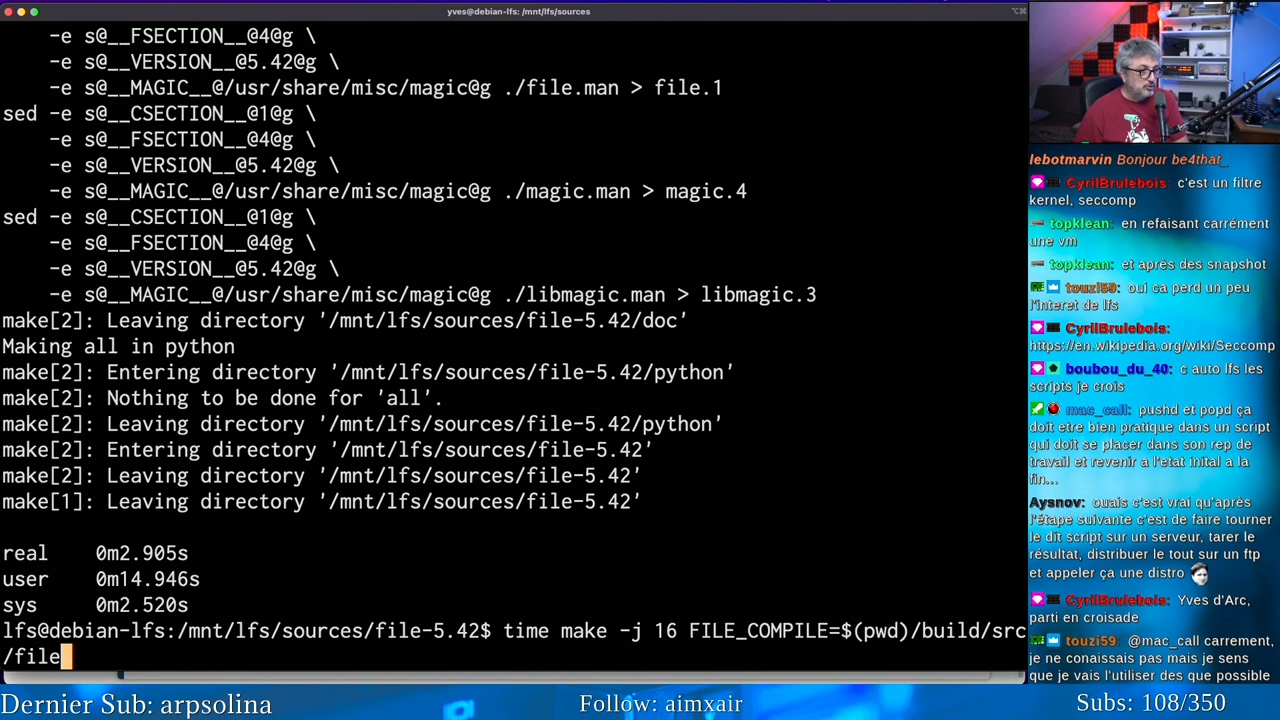 yves@debian-lfs: /mnt/lfs/sources
-e s@__FSECTION__@4@g \
-e s@__VERSION__@5.42@g \
-e s@__MAGIC__@/usr/share/misc/magic@g ./file.man > file.1
sed -e s@__CSECTION__@1@g \
-e s@__FSECTION__@4@g \
-e s@__VERSION__@5.42@g \
-e s@__MAGIC__@/usr/share/misc/magic@g ./magic.man > magic.4
sed -e s@__CSECTION__@1@g \
-e s@__FSECTION__@4@g \
-e s@__VERSION__@5.42@g \
-e s@__MAGIC__@/usr/share/misc/magic@g ./libmagic.man > libmagic.3
make[2]: Leaving directory '/mnt/lfs/sources/file-5.42/doc'
Making all in python
make[2]: Entering directory '/mnt/lfs/sources/file-5.42/python'
make[2]: Nothing to be done for 'all'.
make[2]: Leaving directory '/mnt/lfs/sources/file-5.42/python'
make[2]: Entering directory '/mnt/lfs/sources/file-5.42'
make[2]: Leaving directory '/mnt/lfs/sources/file-5.42'
make[1]: Leaving directory '/mnt/lfs/sources/file-5.42'
real 0m2.905s
user 0m14.946s
sys 0m2.520s
lfs@debian-lfs:/mnt/lfs/sources/file-5.42$ time make -j 16 FILE_COMPILE=$(pwd)/build/src
/file
lebotmarvin Bonjour be4that_
CyrilBrulebois: c'est un filtre
kernel, seccomp
topklean: en refaisant carrément
une vm
topklean: et après des snapshot
touzi59: oui ca perd un peu
l'interet de lfs
CyrilBrulebois:
https://en.wikipedia.org/wiki/Seccomp
boubou_du_40: c auto lfs les
scripts je crois
mac_call: pushd et popd ça
doit etre bien pratique dans un script
qui doit se placer dans son rep de
travail et revenir a l'état inital a la
fin...
Aysnov: ouais c'est vrai qu'après
l'étape suivante c'est de faire tourner
le dit script sur un serveur, tarer le
résultat, distribuer le tout sur un ftp
et appeler ça une distro
CyrilBrulebois: Yves d'Arc,
parti en croisade
touzi59: @mac_call carrement,
je ne conaissais pas mais je sens
que je vais l'utiliser des que possible
Dernier Sub: arpsolina
Follow: aimxair
Subs: 108/350